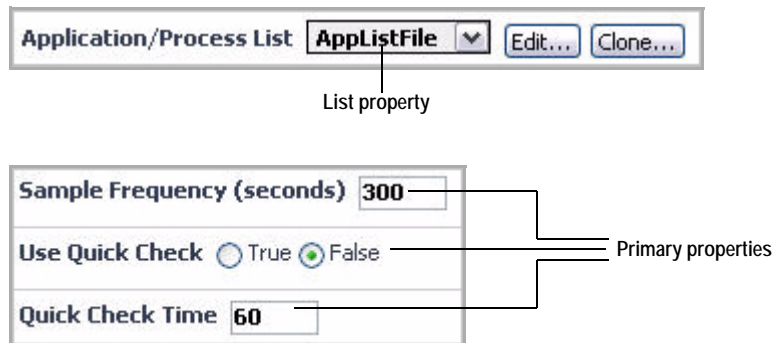 Application/Process List AppListFile Edit... Clone...
List property
Sample Frequency (seconds) 300
Use Quick Check True False
Primary properties
Quick Check Time 60